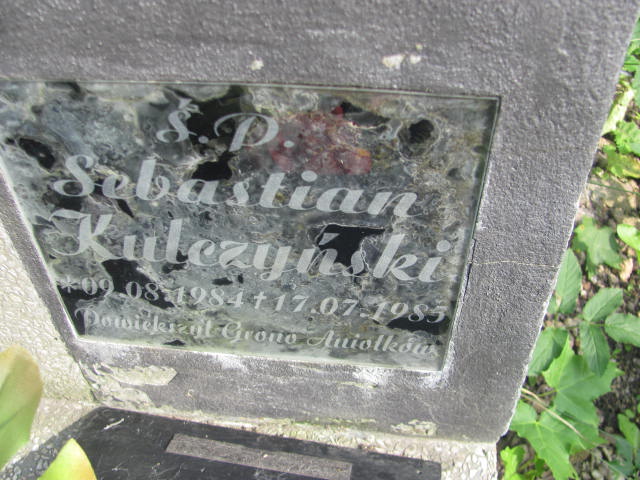 Ś.P.
Sebastian
Kulczyński
*09.08.1984 †17.07.1985
Powiększył Grono Aniołków